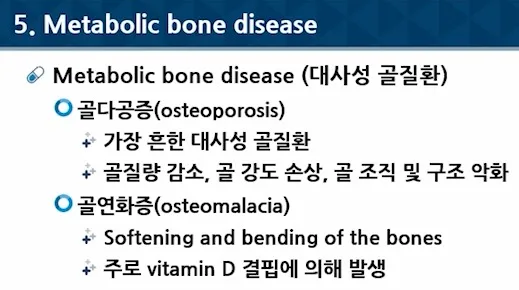 5. Metabolic bone disease
Metabolic bone disease (대사성 골질환)
골다공증(osteoporosis)
가장 흔한 대사성 골질환
골질량 감소, 골 강도 손상, 골 조직 및 구조 악화
골연화증(osteomalacia)
Softening and bending of the bones
주로 vitamin D 결핍에 의해 발생